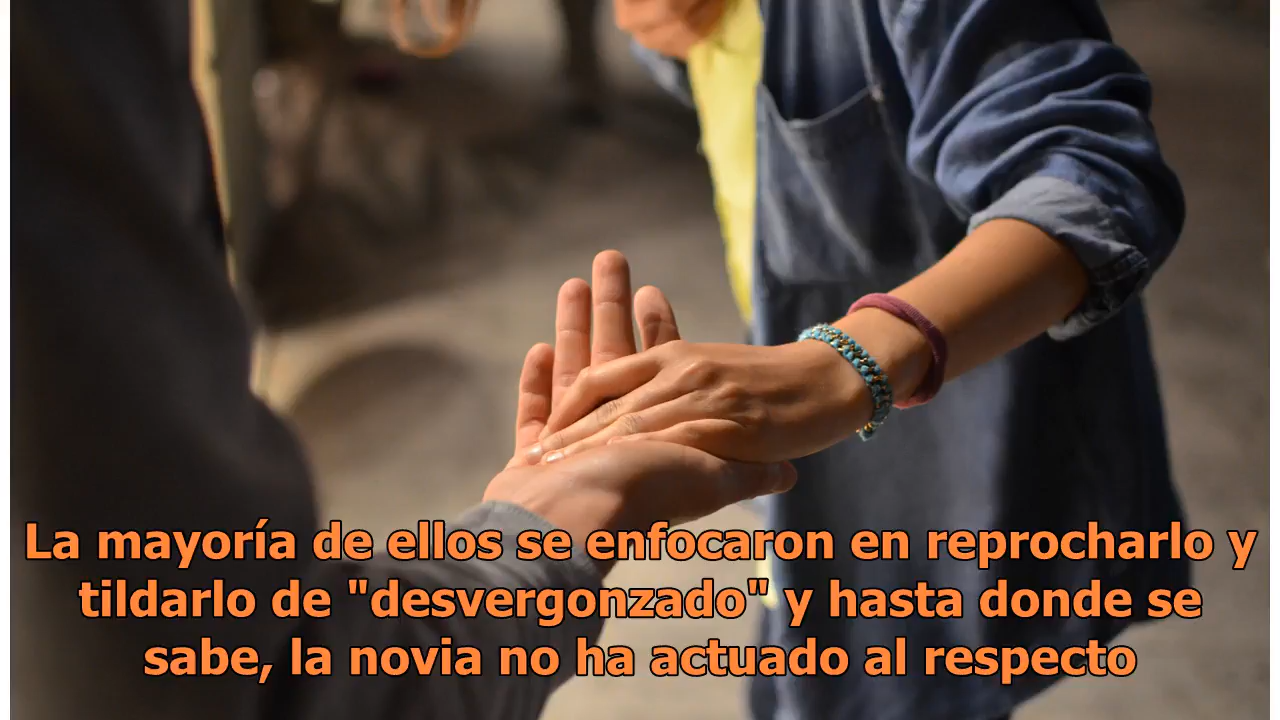 La mayoría de ellos se enfocaron en reprocharlo y
tildarlo de "desvergonzado" y hasta donde se
sabe, la novia no ha actuado al respecto